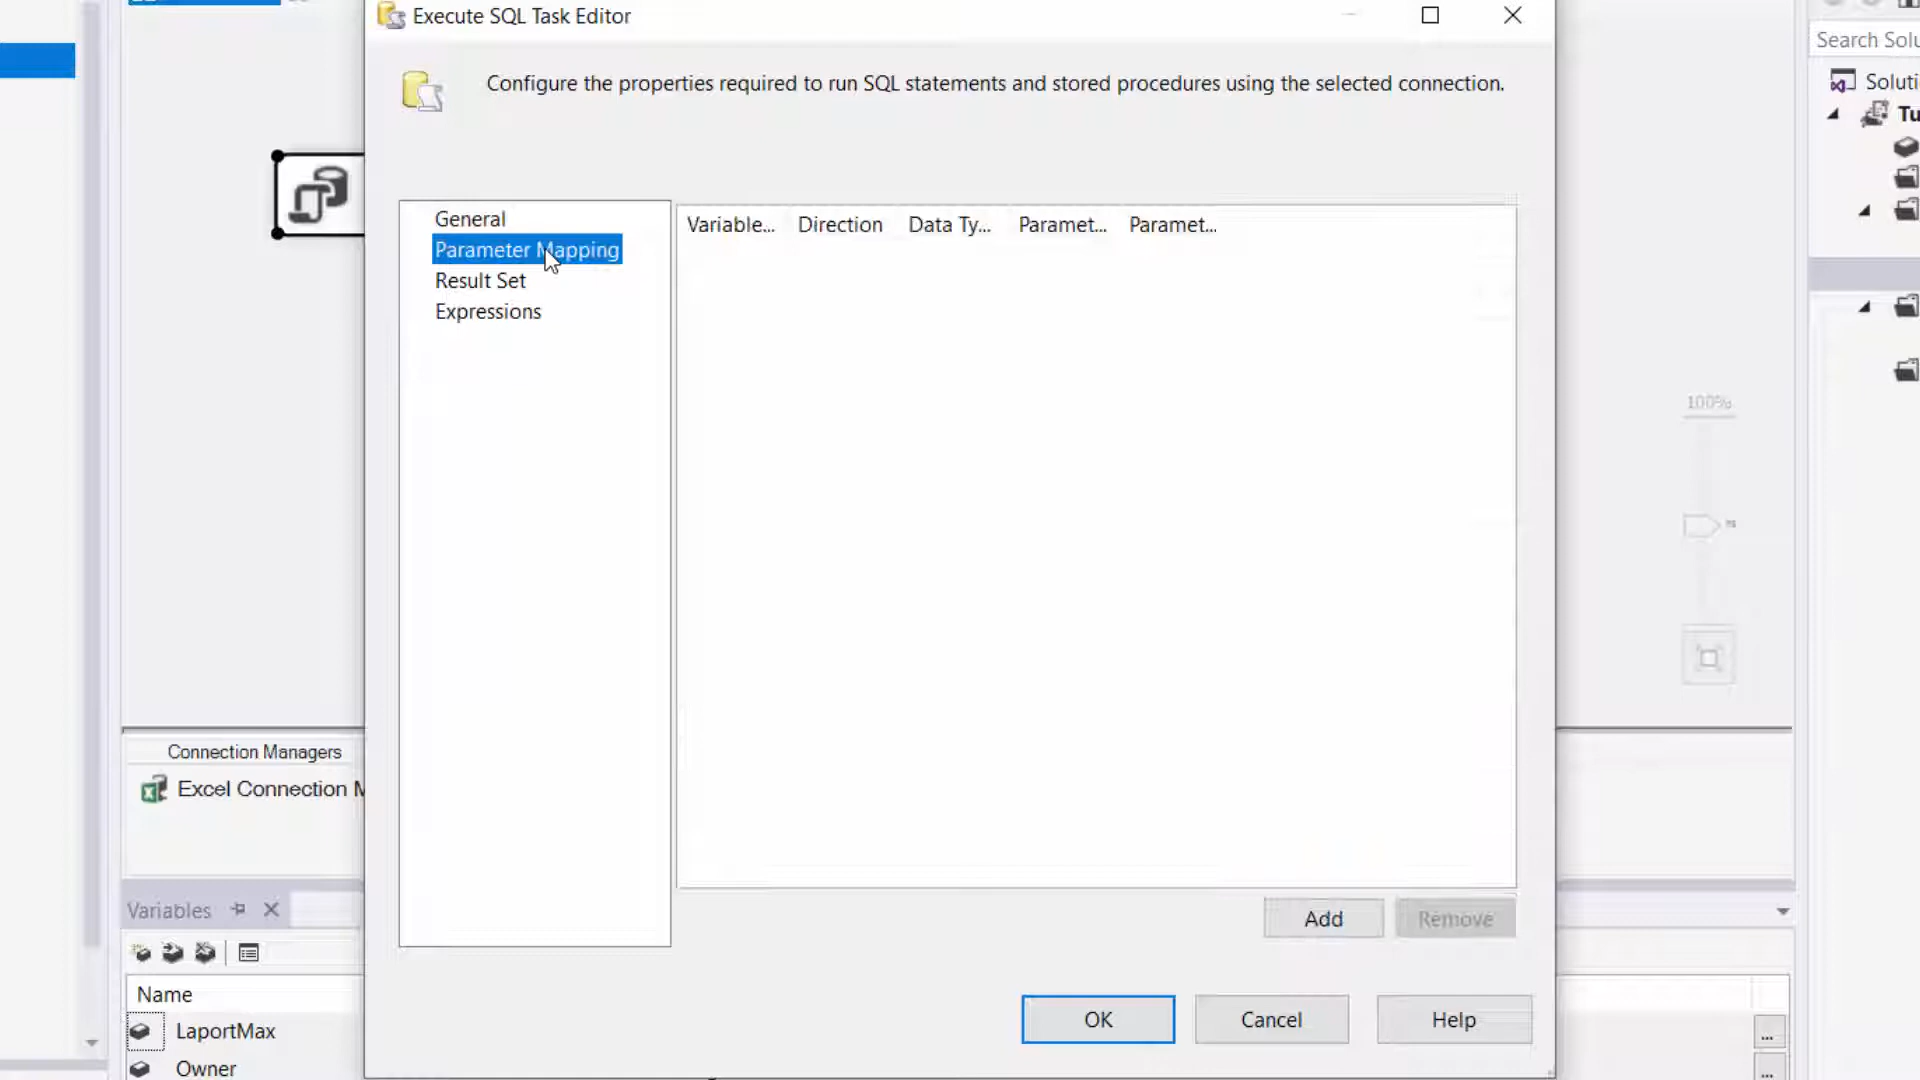 Execute SQL Task Editor
Search Solu
Configure the properties required to run SQL statements and stored procedures using the selected connection.
Soluti
Tu
General
Parameter Mapping
Result Set
Expressions
Variable... Direction Data Ty... Paramet... Paramet...
100%
Connection Managers
Excel Connection M
Variables
Add Remove
Name
LaportMax
Owner
OK Cancel Help
...
...